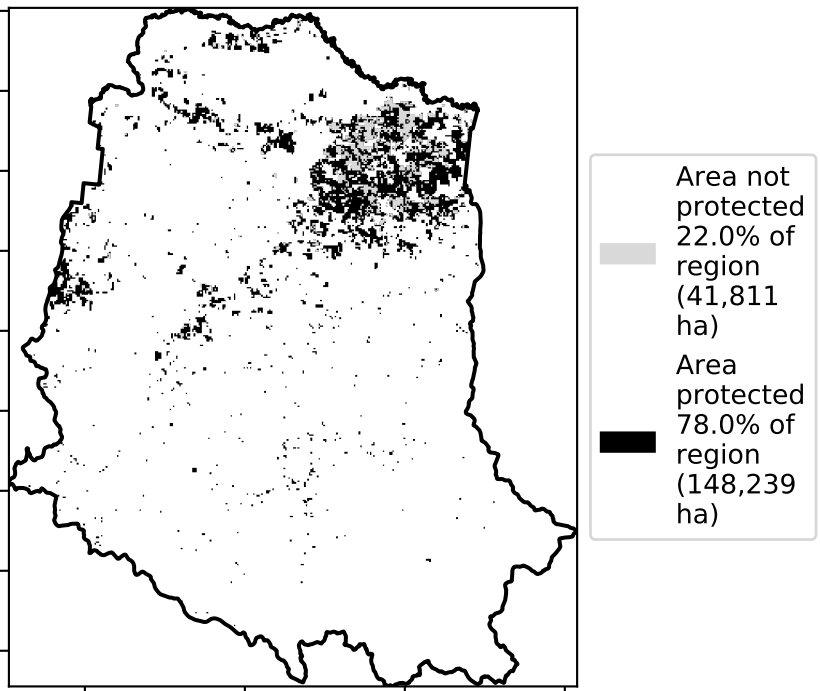 Area not
protected
22.0% of
region
(41,811
ha)
Area
protected
78.0% of
region
(148,239
ha)